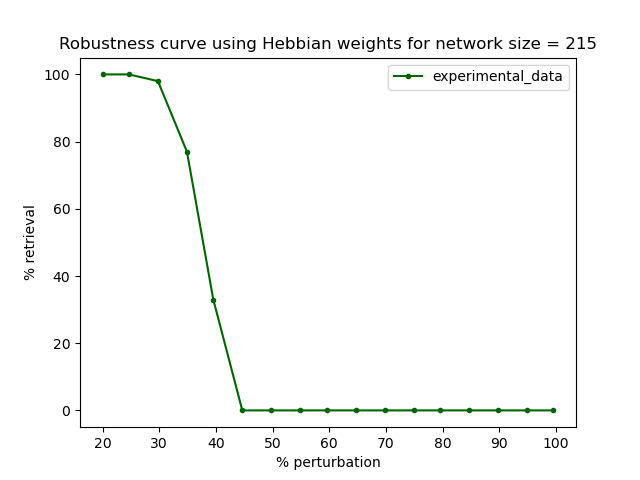 Robustness curve using Hebbian weights for network size = 215
experimental_data
% retrieval
100
80
60
40
20
0
20 30 40 50 60 70 80 90 100
% perturbation